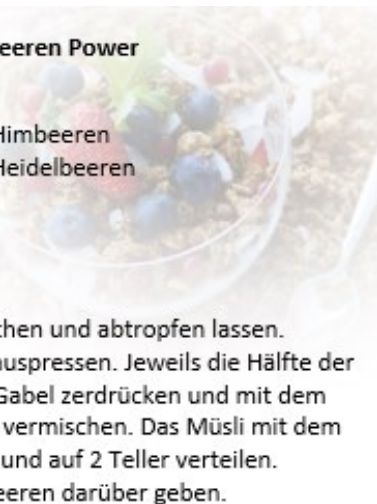 eeren Power
Himbeeren
Heidelbeeren
chen und abtropfen lassen.
auspressen. Jeweils die Hälfte der
Gabel zerdrücken und mit dem
vermischen. Das Müsli mit dem
und auf 2 Teller verteilen.
eeren darüber geben.